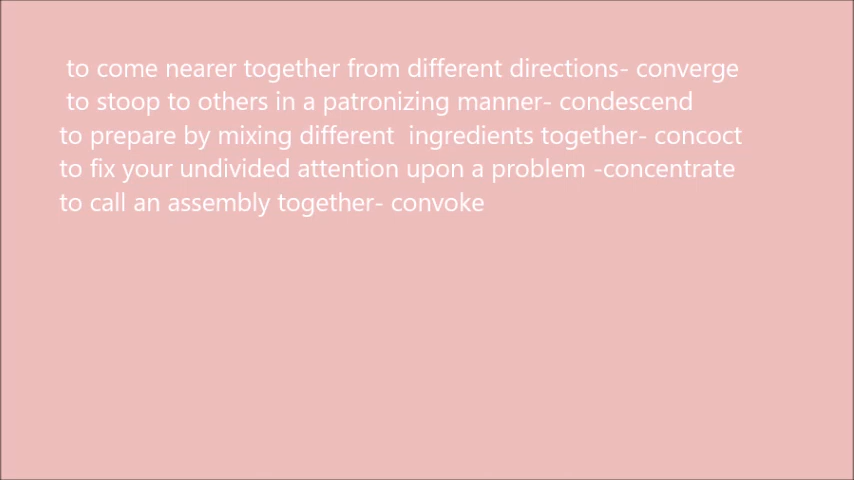 to come nearer together from different directions- converge
to stoop to others in a patronizing manner- condescend
to prepare by mixing different  ingredients together- concoct
to fix your undivided attention upon a problem -concentrate
to call an assembly together- convoke